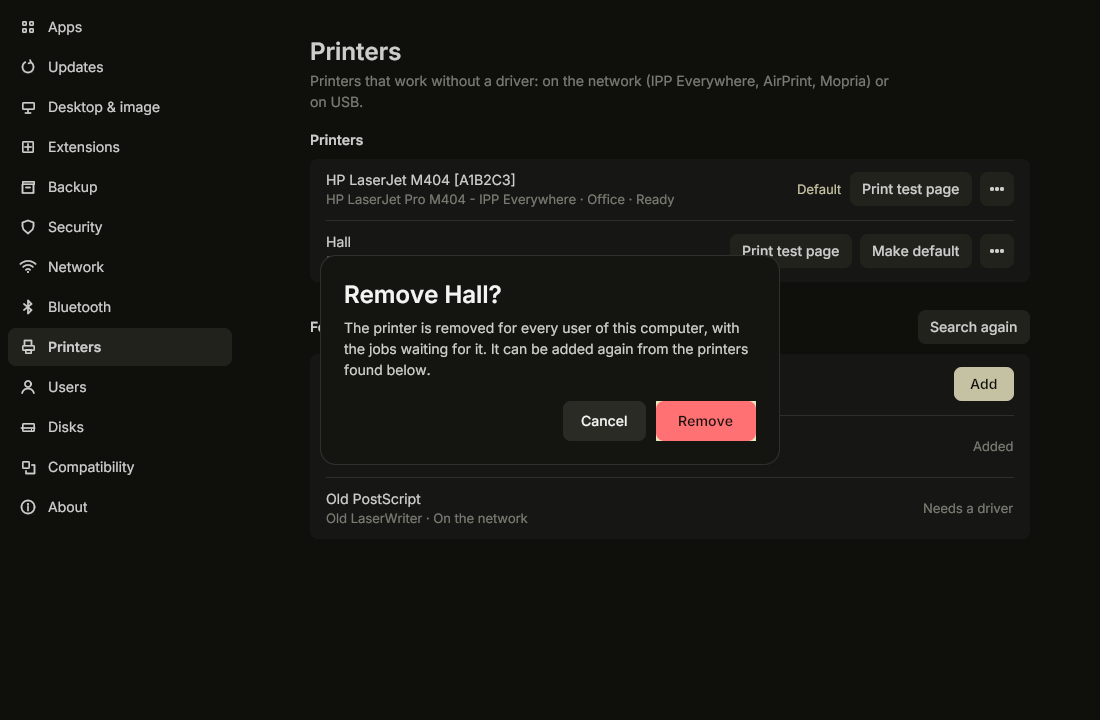 Apps
Updates
Desktop & image
Extensions
Backup
Security
Network
Bluetooth
Printers
Users
Disks
Compatibility
About
Printers
Printers that work without a driver: on the network (IPP Everywhere, AirPrint, Mopria) or
on USB.
Printers
HP LaserJet M404 [A1B2C3]
HP LaserJet Pro M404 - IPP Everywhere · Office · Ready
Default
Print test page
Hall
Print test page
Make default
Search again
Remove Hall?
The printer is removed for every user of this computer, with
the jobs waiting for it. It can be added again from the printers
found below.
Cancel
Remove
Add
Added
Old PostScript
Old LaserWriter · On the network
Needs a driver